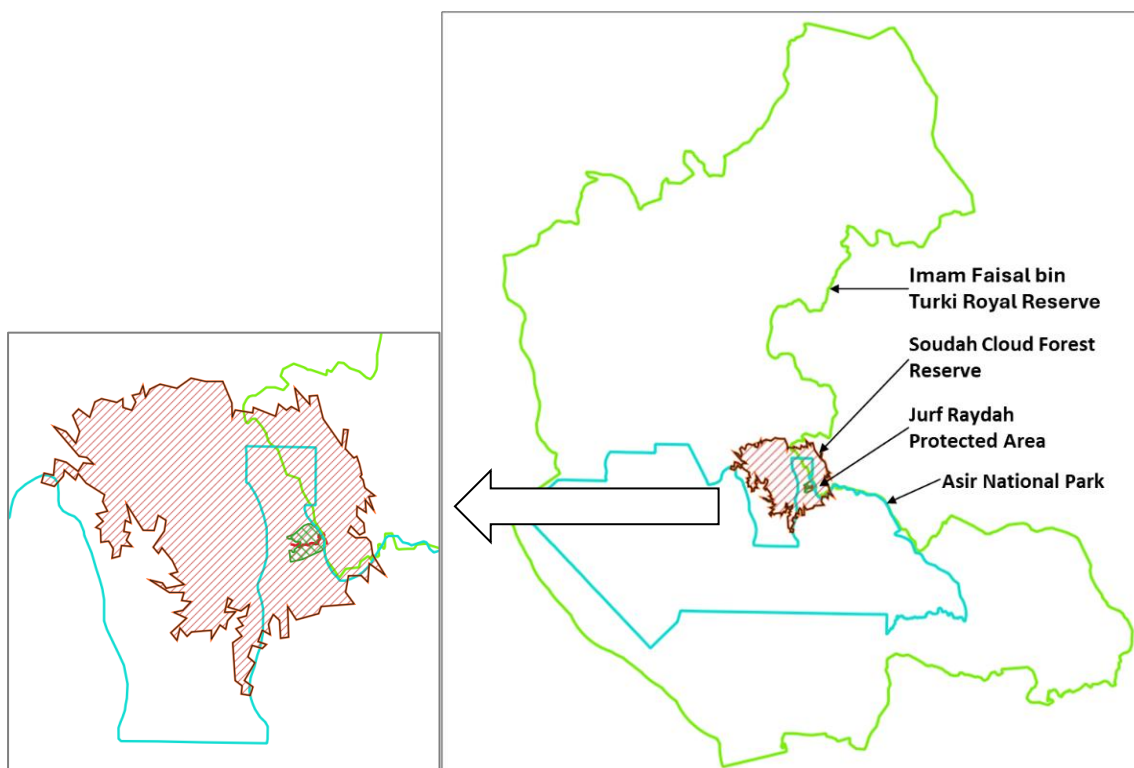 Imam Faisal bin
Turki Royal Reserve
Soudah Cloud Forest
Reserve
Jurf Raydah
Protected Area
Asir National Park